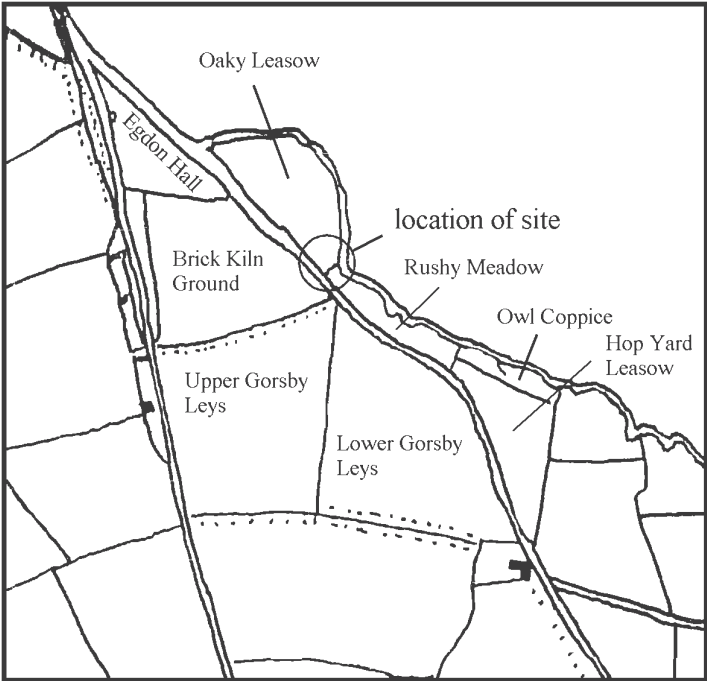 Oaky Leasow
Egdon Hall
location of site
Brick Kiln
Ground
Rushy Meadow
Owl Coppice
Hop Yard
Leasow
Upper Gorsby
Leys
Lower Gorsby
Leys